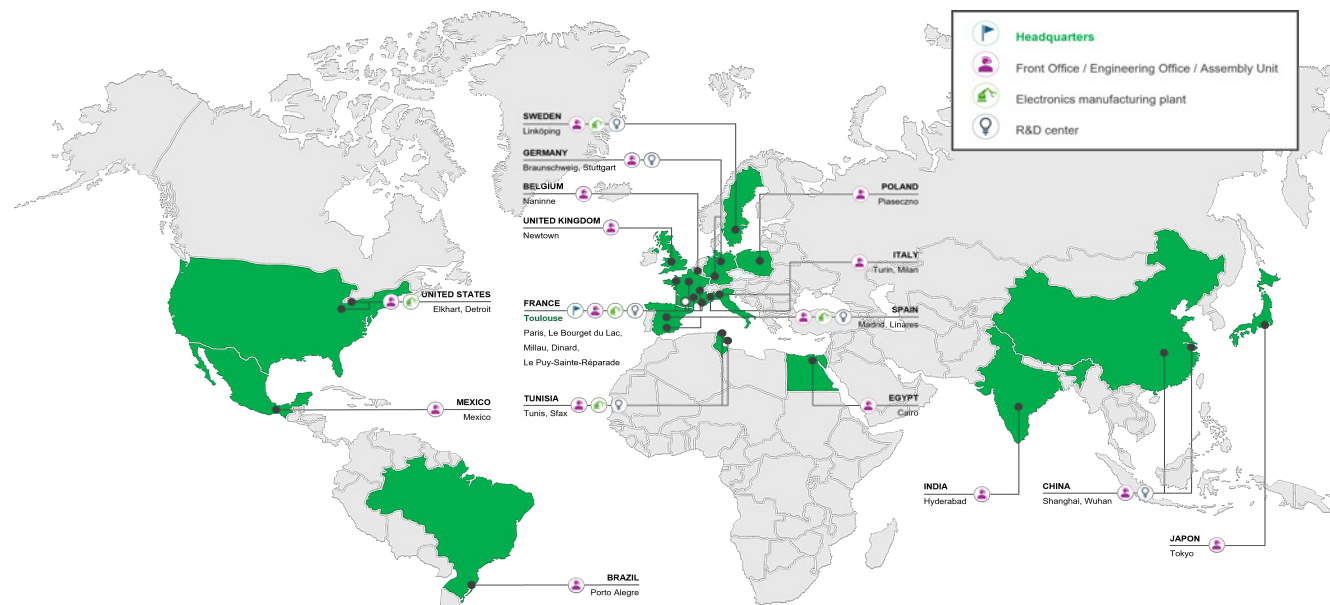 Headquarters
Front Office / Engineering Office / Assembly Unit
Electronics manufacturing plant
R&D center
SWEDEN
Linköping
GERMANY
Braunschweig, Stuttgart
BELGIUM
Naninne
UNITED KINGDOM
Newtown
POLAND
Piaseczno
ITALY
Turin, Milan
UNITED STATES
Elkhart, Detroit
FRANCE
Toulouse
Paris, Le Bourget du Lac,
Millau, Dinard,
Le Puy-Sainte-Réparade
SPAIN
Madrid, Linares
MEXICO
Mexico
TUNISIA
Tunis, Sfax
EGYPT
Cairo
INDIA
Hyderabad
CHINA
Shanghai, Wuhan
JAPON
Tokyo
BRAZIL
Porto Alegre